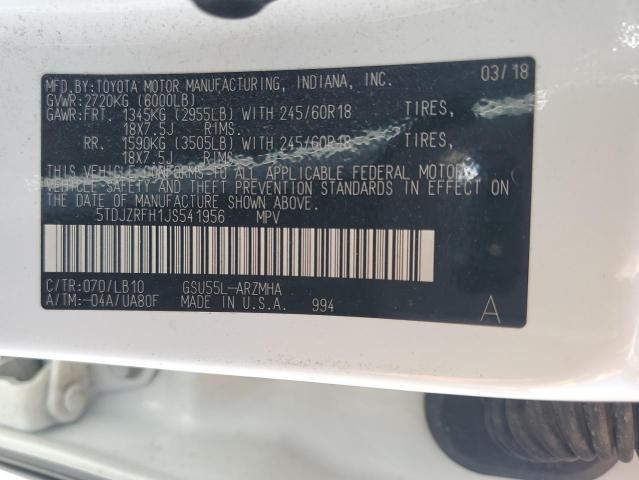 MFD.BY:TOYOTA MOTOR MANUFACTURING, INDIANA, INC. 03/18
GVWR: 2720KG (6000LB)
GAWR:FRT. 1345KG (2955LB) WITH 245/60R18 TIRES,
18X7.5J RIMS.
RR. 1590KG (3505LB) WITH 245/60R18 TIRES,
18X7.5J RIMS.
THIS VEHICLE CONFORMS TO ALL APPLICABLE FEDERAL MOTOR
VEHICLE SAFETY AND THEFT PREVENTION STANDARDS IN EFFECT ON
THE DATE OF MANUFACTURE SHOWN ABOVE.
5TDJZRFH1JS541956 MPV
C/TR:070/LB10 GSU55L-ARZMHA
A/TM:-04A/UA80F MADE IN U.S.A. 994 A